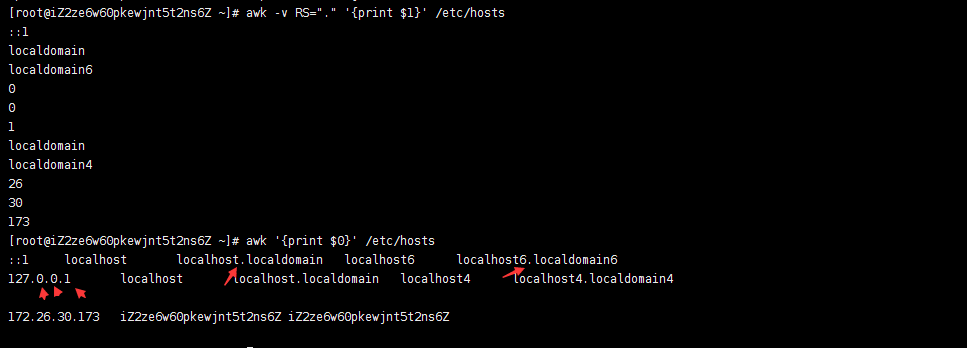 [root@iZ2ze6w60pkewjnt5t2ns6Z ~]# awk -v RS="." '{print $1}' /etc/hosts
::1
localdomain
localdomain6
0
0
1
localdomain
localdomain4
26
30
173
[root@iZ2ze6w60pkewjnt5t2ns6Z ~]# awk '{print $0}' /etc/hosts
::1 localhost localhost.localdomain localhost6 localhost6.localdomain6
127.0.0.1 localhost localhost.localdomain localhost4 localhost4.localdomain4
172.26.30.173 iZ2ze6w60pkewjnt5t2ns6Z iZ2ze6w60pkewjnt5t2ns6Z